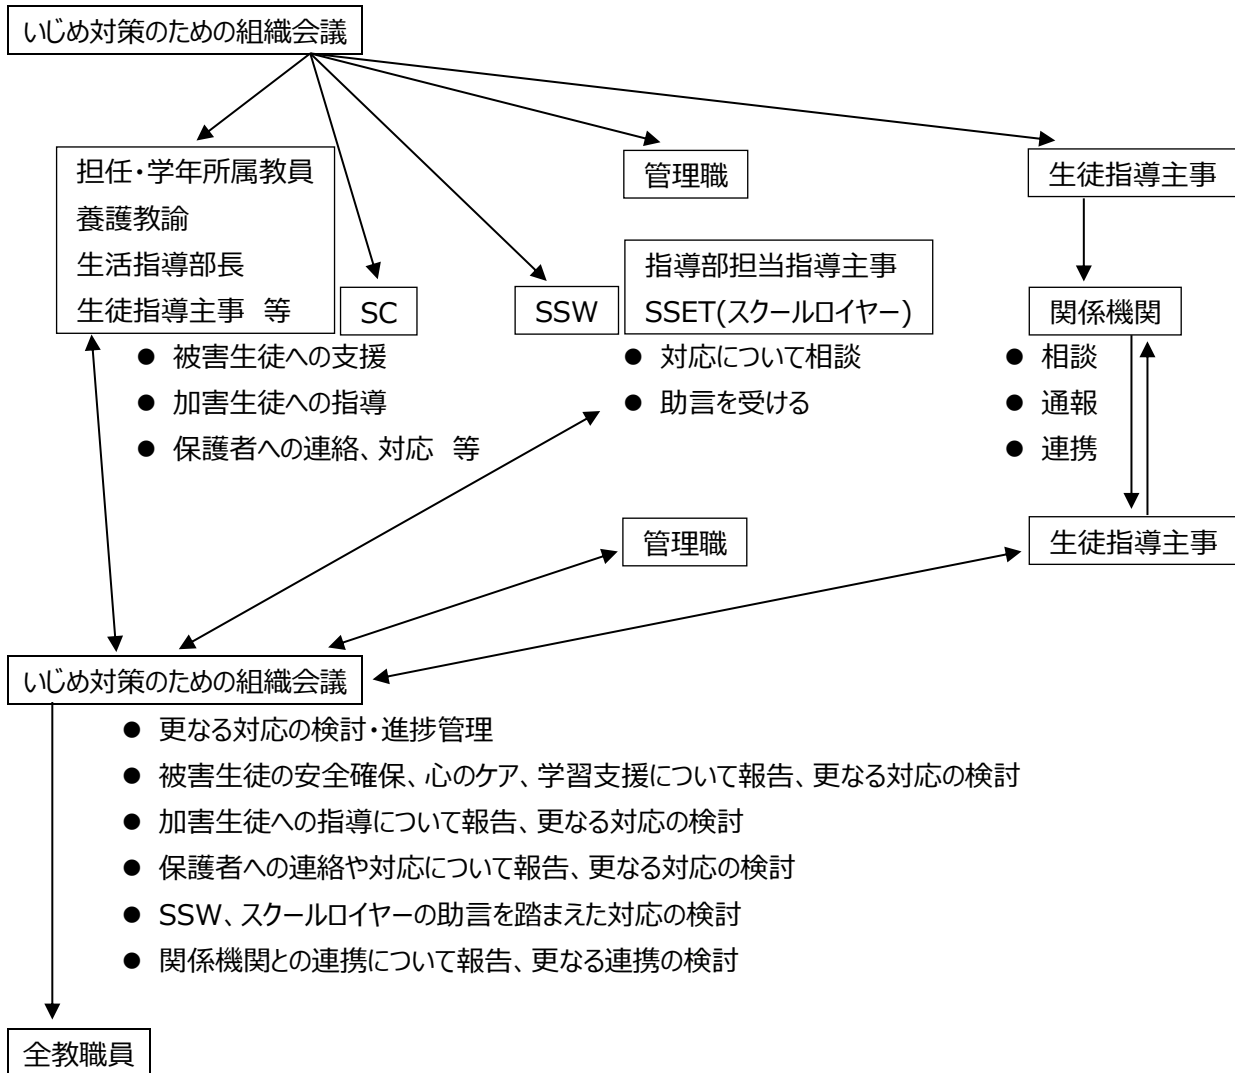 いじめ対策のための組織会議
担任・学年所属教員
養護教諭
生活指導部長
生徒指導主事　等
SC
SSW
管理職
指導部担当指導主事
SSET(スクールロイヤー)
生徒指導主事
関係機関
● 被害生徒への支援
● 加害生徒への指導
● 保護者への連絡、対応　等
● 対応について相談
● 助言を受ける
● 相談
● 通報
● 連携
管理職
生徒指導主事
いじめ対策のための組織会議
● 更なる対応の検討・進捗管理
● 被害生徒の安全確保、心のケア、学習支援について報告、更なる対応の検討
● 加害生徒への指導について報告、更なる対応の検討
● 保護者への連絡や対応について報告、更なる対応の検討
● SSW、スクールロイヤーの助言を踏まえた対応の検討
● 関係機関との連携について報告、更なる連携の検討
全教職員